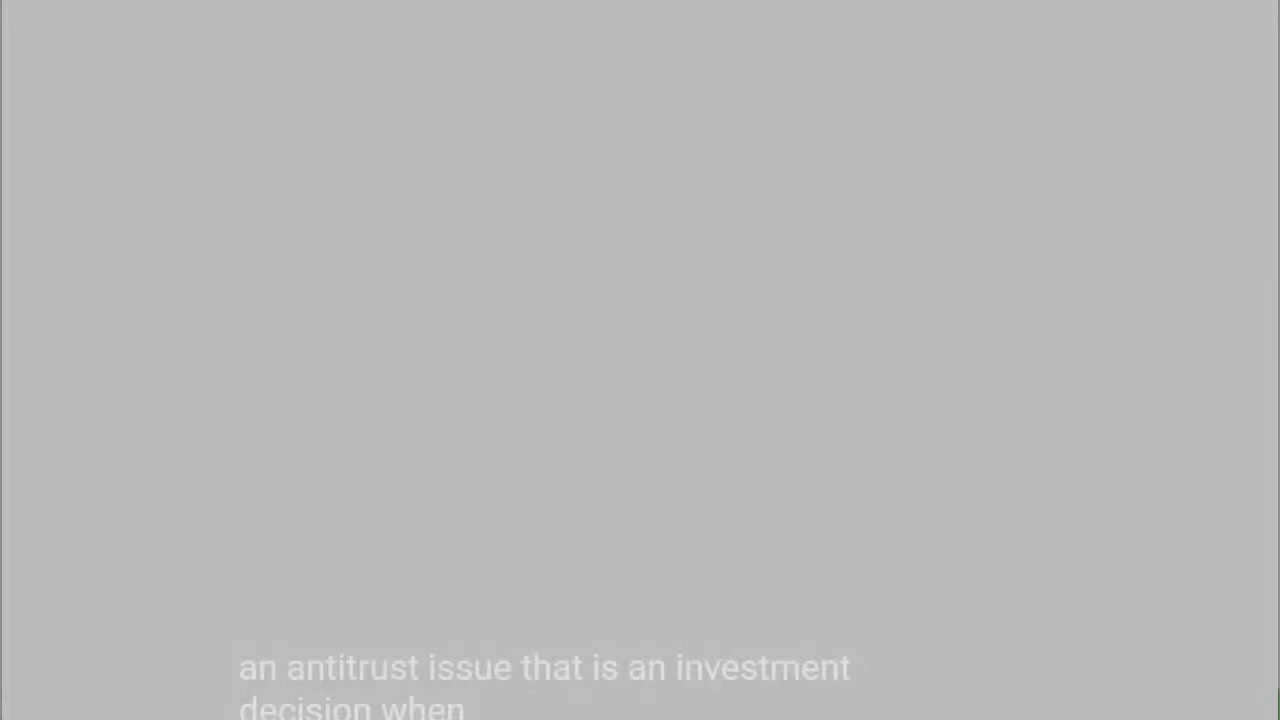 an antitrust issue that is an investment
decision when